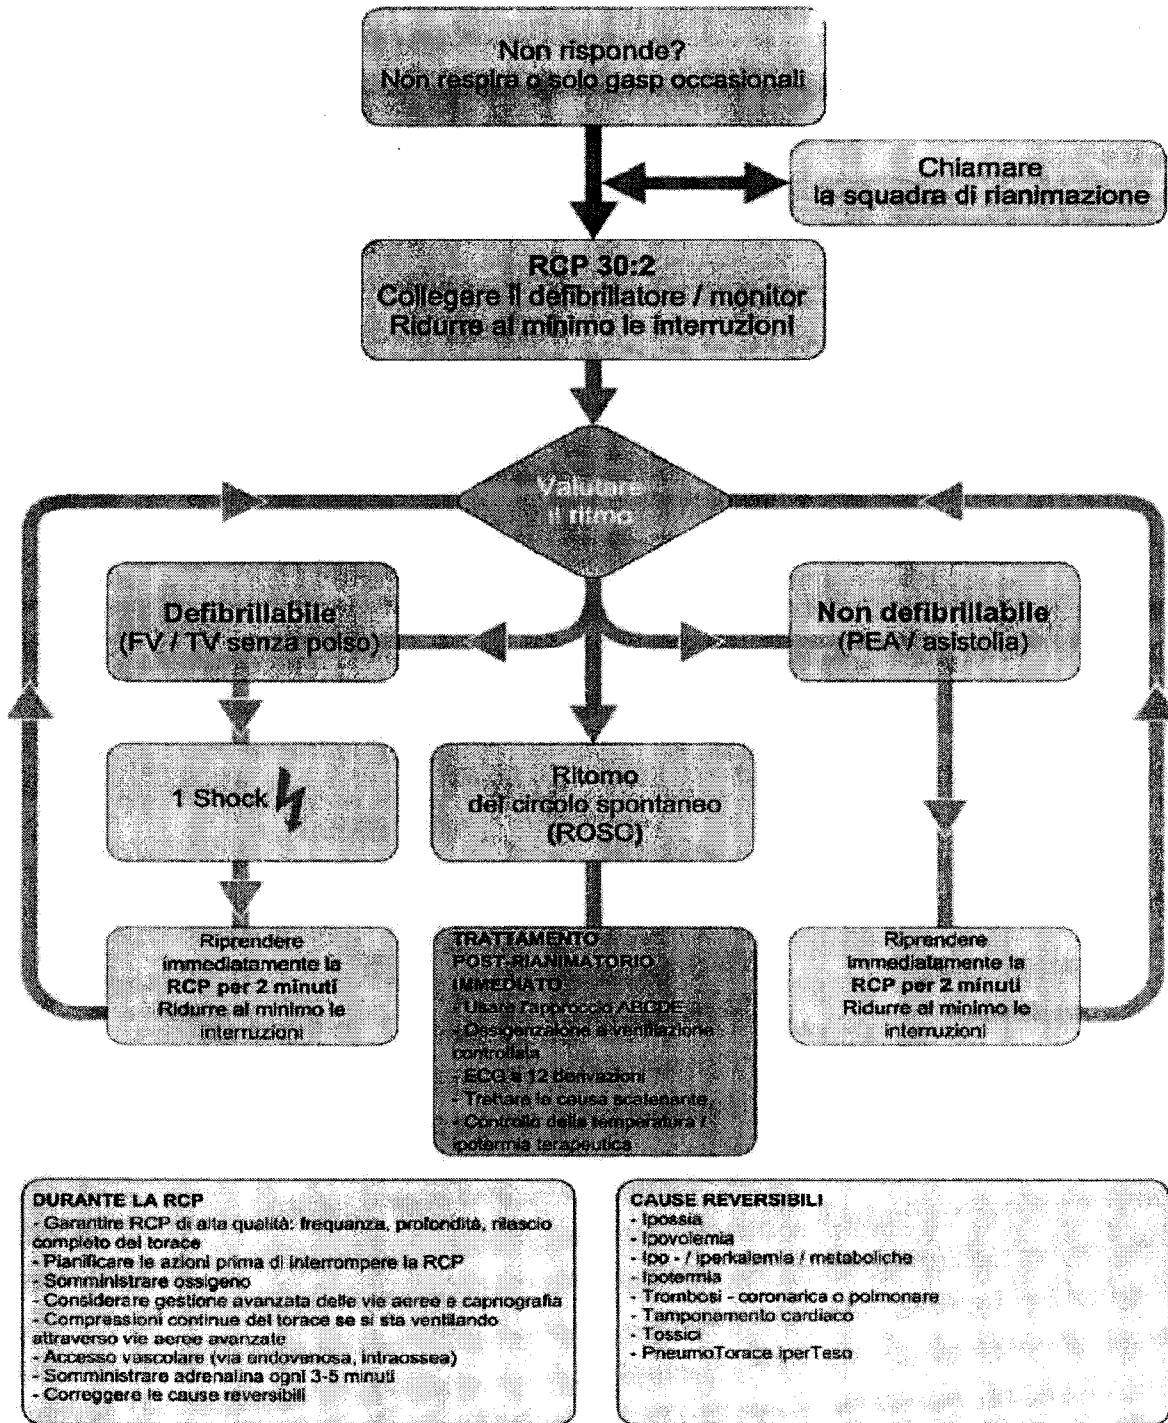 Non risponde?
Non respira o solo gasp occasionali
Chiamare
la squadra di rianimazione
RCP 30:2
Collegare il defibrillatore / monitor
Ridurre al minimo le interruzioni
Valutare
il ritmo
Defibrillabile
(FV / TV senza polso)
Non defibrillabile
(PEA / asistolia)
1 Shock
Ritorno
del circolo spontaneo
(ROSC)
Riprendere
immediatamente la
RCP per 2 minuti
Ridurre al minimo le
interruzioni
TRATTAMENTO
POST-RIANIMATORIO
IMMEDIATO
- Usare l'approccio ABCDE
- Ossigenzaione e ventilazione
controllata
- ECG a 12 derivazioni
- Trattare la causa scatenante
- Controllo della temperatura /
ipotermia terapeutica
Riprendere
immediatamente la
RCP per 2 minuti
Ridurre al minimo le
interruzioni
DURANTE LA RCP
- Garantire RCP di alta qualità: frequanza, profondità, rilascio
completo del torace
- Pianificare le azioni prima di interrompere la RCP
- Somministrare ossigeno
- Considerare gestione avanzata delle vie aeree e capnografia
- Compressioni continue del torace se si sta ventilando
attraverso vie aeree avanzate
- Accesso vascolare (via endovenosa, intraossea)
- Somministrare adrenalina ogni 3-5 minuti
- Correggere le cause reversibili
CAUSE REVERSIBILI
- Ipossia
- Ipovolemia
- Ipo - / iperkalemia / metaboliche
- Ipotermia
- Trombosi - coronarica o polmonare
- Tamponamento cardiaco
- Tossici
- PneumoTorace iperTeso